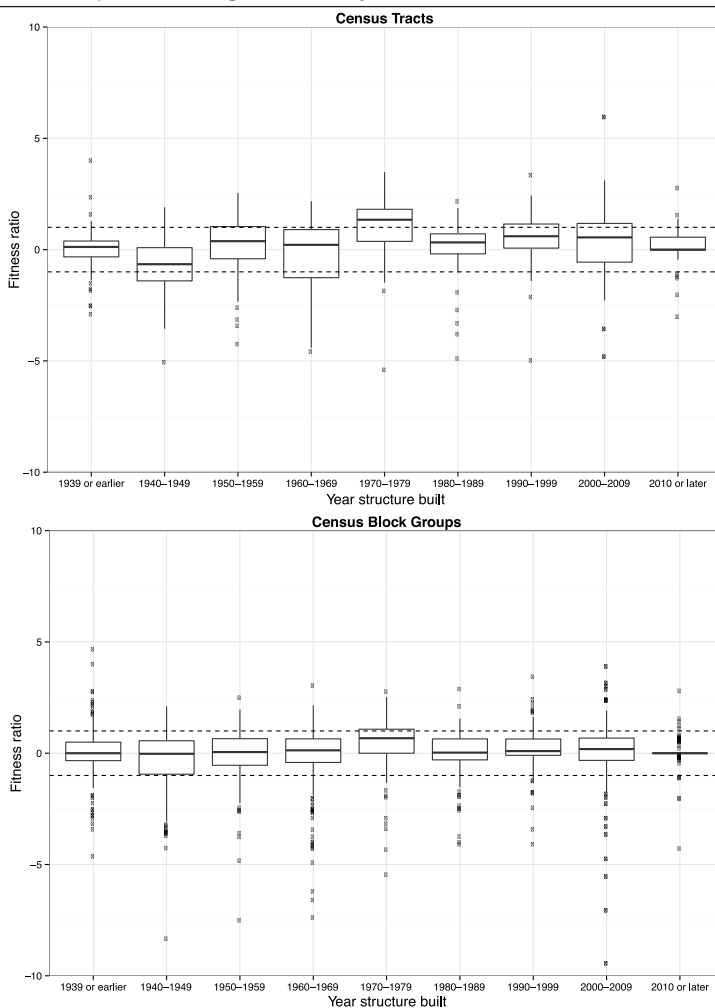 Census Tracts
10
5
0
−5
−10
Fitness ratio
1939 or earlier 1940–1949 1950–1959 1960–1969 1970–1979 1980–1989 1990–1999 2000–2009 2010 or later
Year structure built
Census Block Groups
10
5
0
−5
−10
Fitness ratio
1939 or earlier 1940–1949 1950–1959 1960–1969 1970–1979 1980–1989 1990–1999 2000–2009 2010 or later
Year structure built